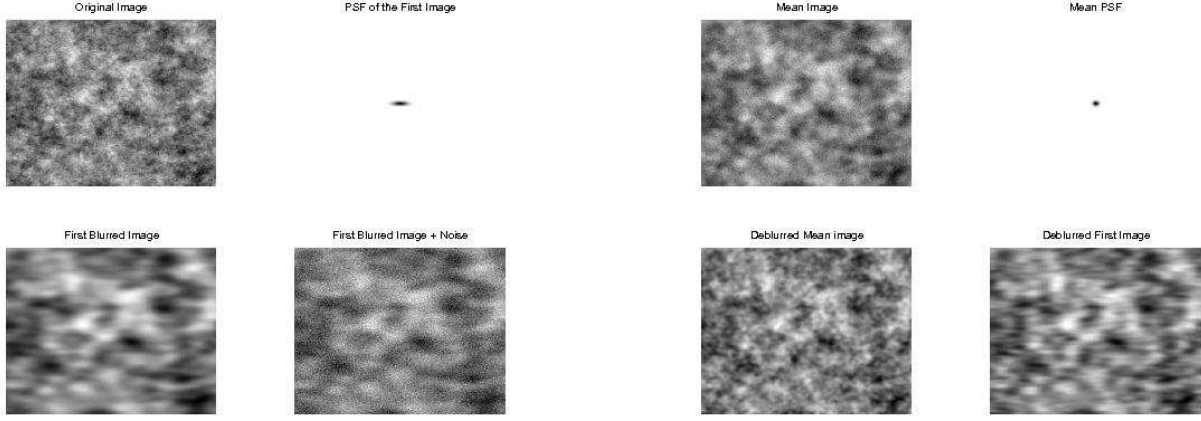 Original Image
PSF of the First Image
Mean Image
Mean PSF
First Blurred Image
First Blurred Image + Noise
Deblurred Mean image
Deblurred First Image